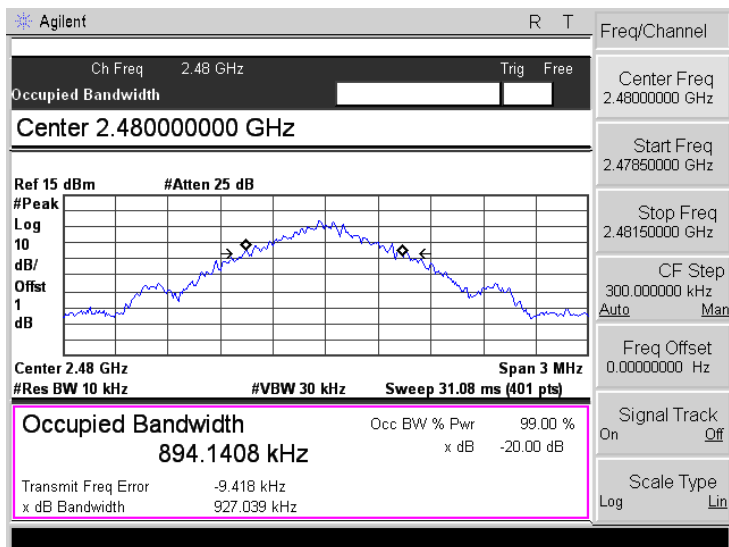 Agilent R T
Ch Freq 2.48 GHz Trig Free
Occupied Bandwidth
Center 2.480000000 GHz
Ref 15 dBm #Atten 25 dB
#Peak
Log
10
dB/
Offst
1
dB
Center 2.48 GHz Span 3 MHz
#Res BW 10 kHz #VBW 30 kHz Sweep 31.08 ms (401 pts)
Occupied Bandwidth
894.1408 kHz
Occ BW % Pwr 99.00 %
x dB -20.00 dB
Transmit Freq Error -9.418 kHz
x dB Bandwidth 927.039 kHz
Freq/Channel
Center Freq
2.48000000 GHz
Start Freq
2.47850000 GHz
Stop Freq
2.48150000 GHz
CF Step
300.000000 kHz
Auto Man
Freq Offset
0.00000000 Hz
Signal Track
On Off
Scale Type
Log Lin